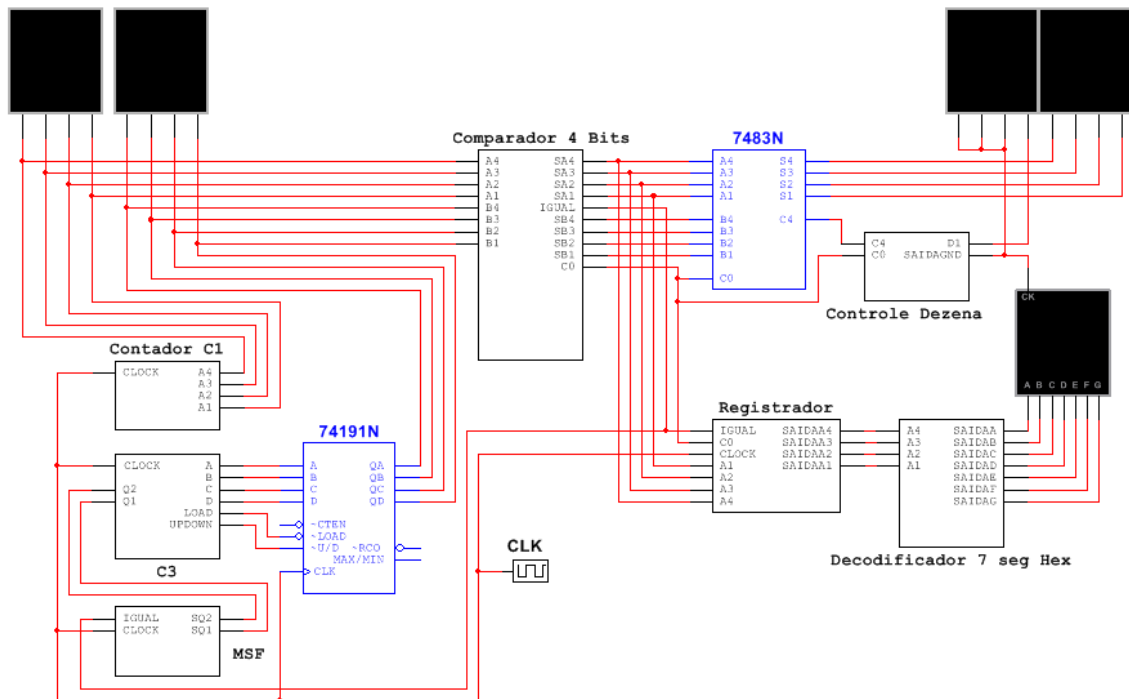 Comparador 4 Bits
A4 SA4
A3 SA3
A2 SA2
A1 SA1
B4 IGUAL
B3 SB4
B2 SB3
B1 SB2
SB1
C0
7483N
A4 S4
A3 S3
A2 S2
A1 S1
B4 C4
B3
B2
B1
C0
C4 D1
C0 SAIDAGND
Controle Dezena
CK
A B C D E F G
Contador C1
CLOCK A4
A3
A2
A1
CLOCK A
B
Q2 C
Q1 D
LOAD
UPDOWN
C3
74191N
A QA
B QB
C QC
D QD
~CTEN
~LOAD
~U/D ~RCO
MAX/MIN
CLK
IGUAL SQ2
CLOCK SQ1
MSF
CLK
Registrador
IGUAL SAIDAA4
C0 SAIDAA3
CLOCK SAIDAA2
A1 SAIDAA1
A2
A3
A4
A4 SAIDAA
A3 SAIDAB
A2 SAIDAC
A1 SAIDAD
SAIDAE
SAIDAF
SAIDAG
Decodificador 7 seg Hex